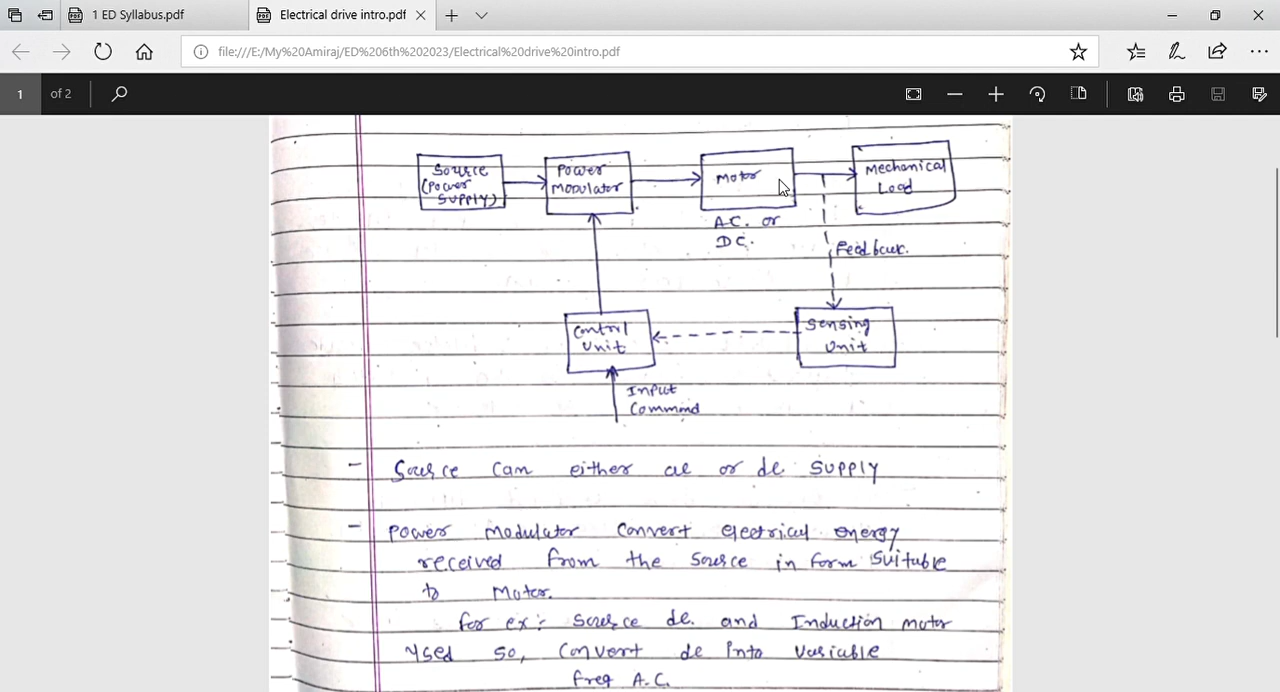 1 ED Syllabus.pdf
Electrical drive intro.pdf
file:///E:/My%20Amiraj/ED%206th%202023/Electrical%20drive%20intro.pdf
1 of 2
Source
(Power
Supply)
Power
Modulator
Motor
Mechanical
Load
A.C. or
D.C.
Feedback.
Contrl
Unit
Sensing
Unit
Input
Command
- Source can either ac or dc supply
- Power modulator convert electrical energy
received from the source in form suitable
to Motor.
for ex: source dc. and Induction motor
Used so, convert dc into variable
freq A.C.